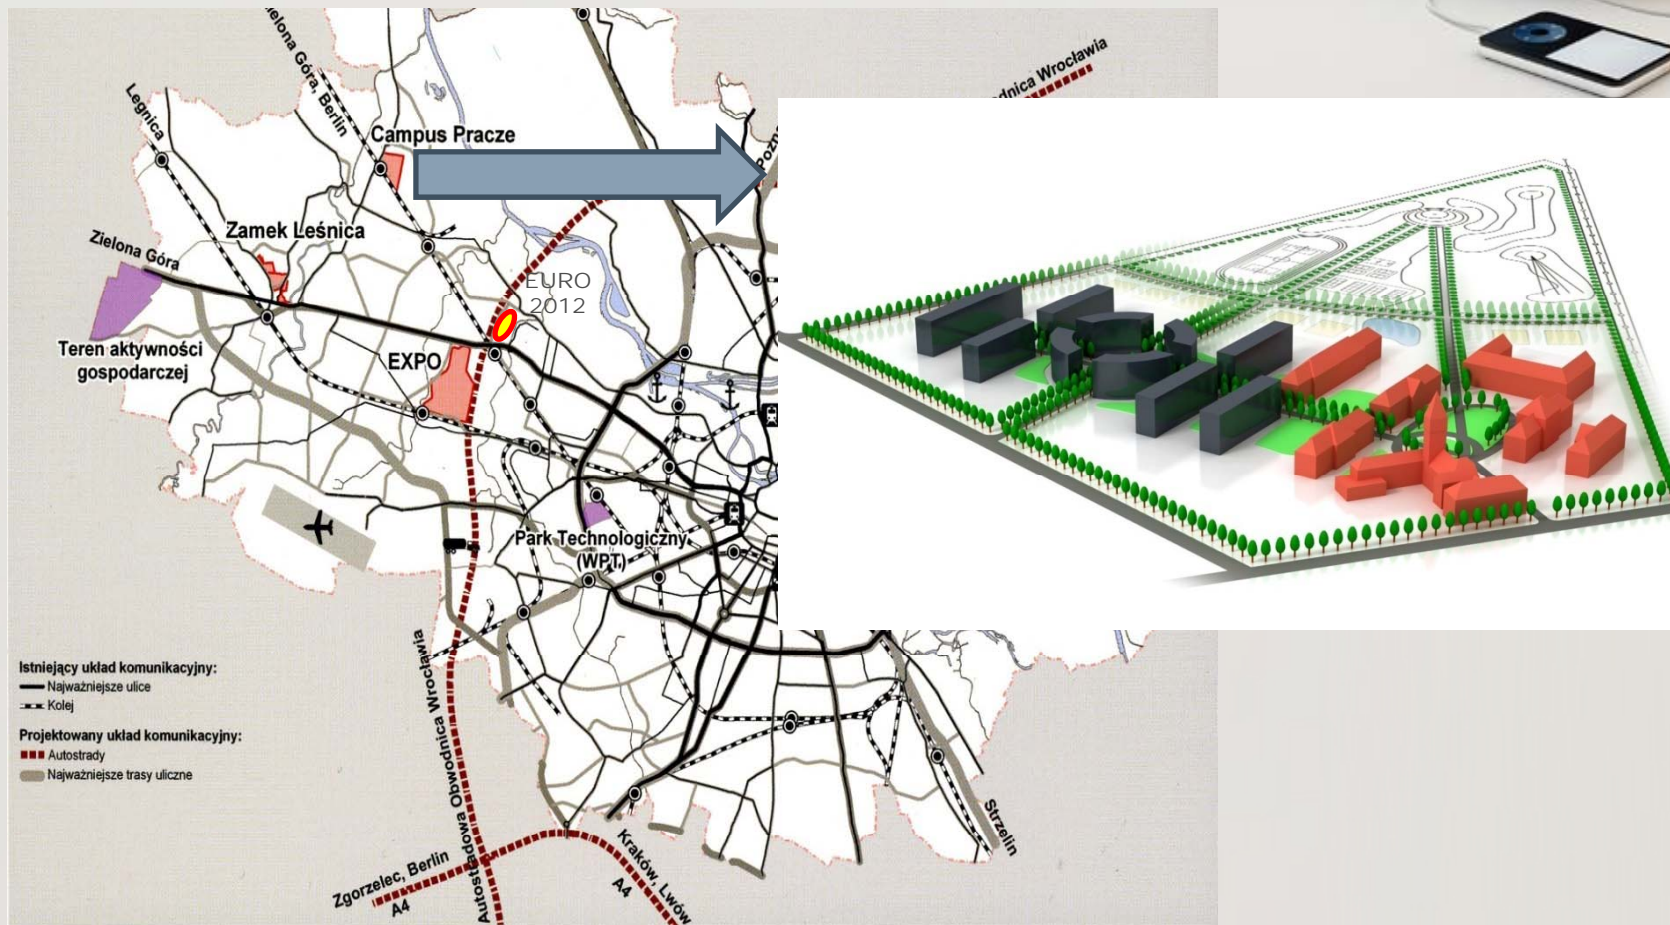 Zielona Góra, Berlin
Legnica
Campus Pracze
Zamek Leśnica
Zielona Góra
EURO
2012
Teren aktywności
gospodarczej
EXPO
Park Technologiczny
(WPT)
Istniejący układ komunikacyjny:
Najważniejsze ulice
Kolej
Projektowany układ komunikacyjny:
Autostrady
Najważniejsze trasy uliczne
Autostradowa Obwodnica Wrocławia
Wrocławia
Zgorzelec, Berlin
A4
Kraków, Lwów
A4
Strzelin